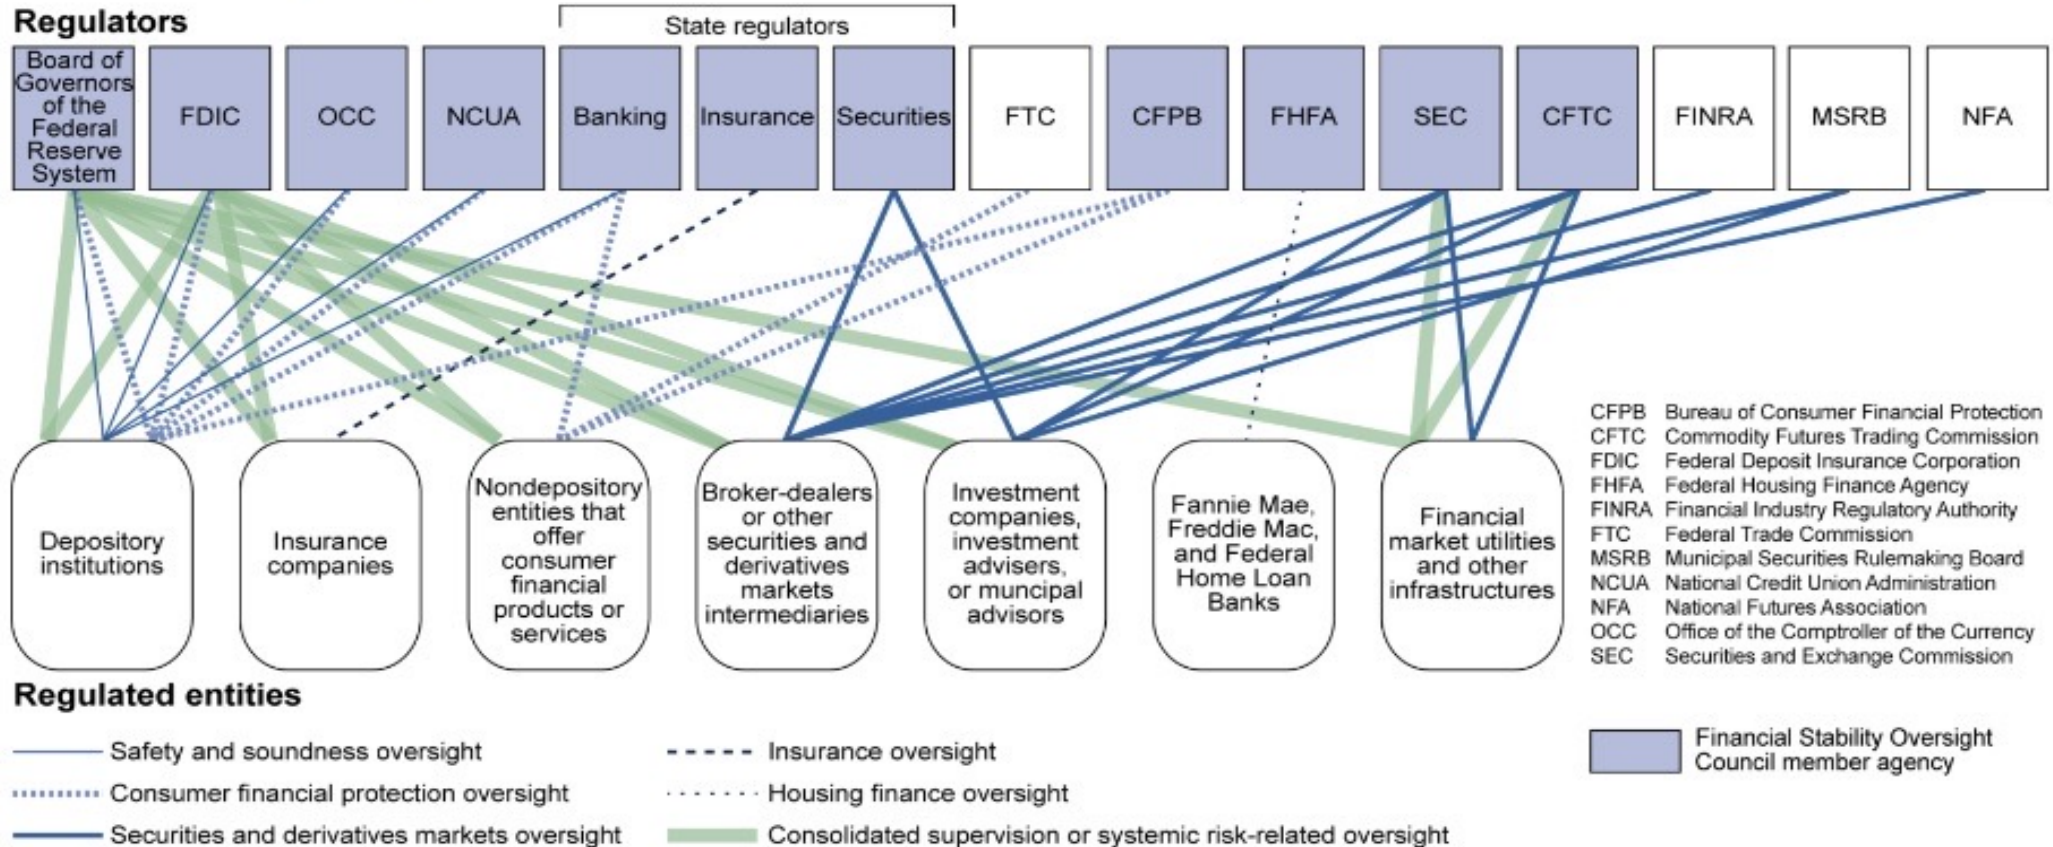 Regulators
State regulators
Board of
Governors
of the
Federal
Reserve
System
FDIC
OCC
NCUA
Banking
Insurance
Securities
FTC
CFPB
FHFA
SEC
CFTC
FINRA
MSRB
NFA
Depository
institutions
Insurance
companies
Nondepository
entities that
offer
consumer
financial
products or
services
Broker-dealers
or other
securities and
derivatives
markets
intermediaries
Investment
companies,
investment
advisers,
or muncipal
advisors
Fannie Mae,
Freddie Mac,
and Federal
Home Loan
Banks
Financial
market utilities
and other
infrastructures
CFPB Bureau of Consumer Financial Protection
CFTC Commodity Futures Trading Commission
FDIC Federal Deposit Insurance Corporation
FHFA Federal Housing Finance Agency
FINRA Financial Industry Regulatory Authority
FTC Federal Trade Commission
MSRB Municipal Securities Rulemaking Board
NCUA National Credit Union Administration
NFA National Futures Association
OCC Office of the Comptroller of the Currency
SEC Securities and Exchange Commission
Regulated entities
Safety and soundness oversight
Consumer financial protection oversight
Securities and derivatives markets oversight
Insurance oversight
Housing finance oversight
Consolidated supervision or systemic risk-related oversight
Financial Stability Oversight
Council member agency